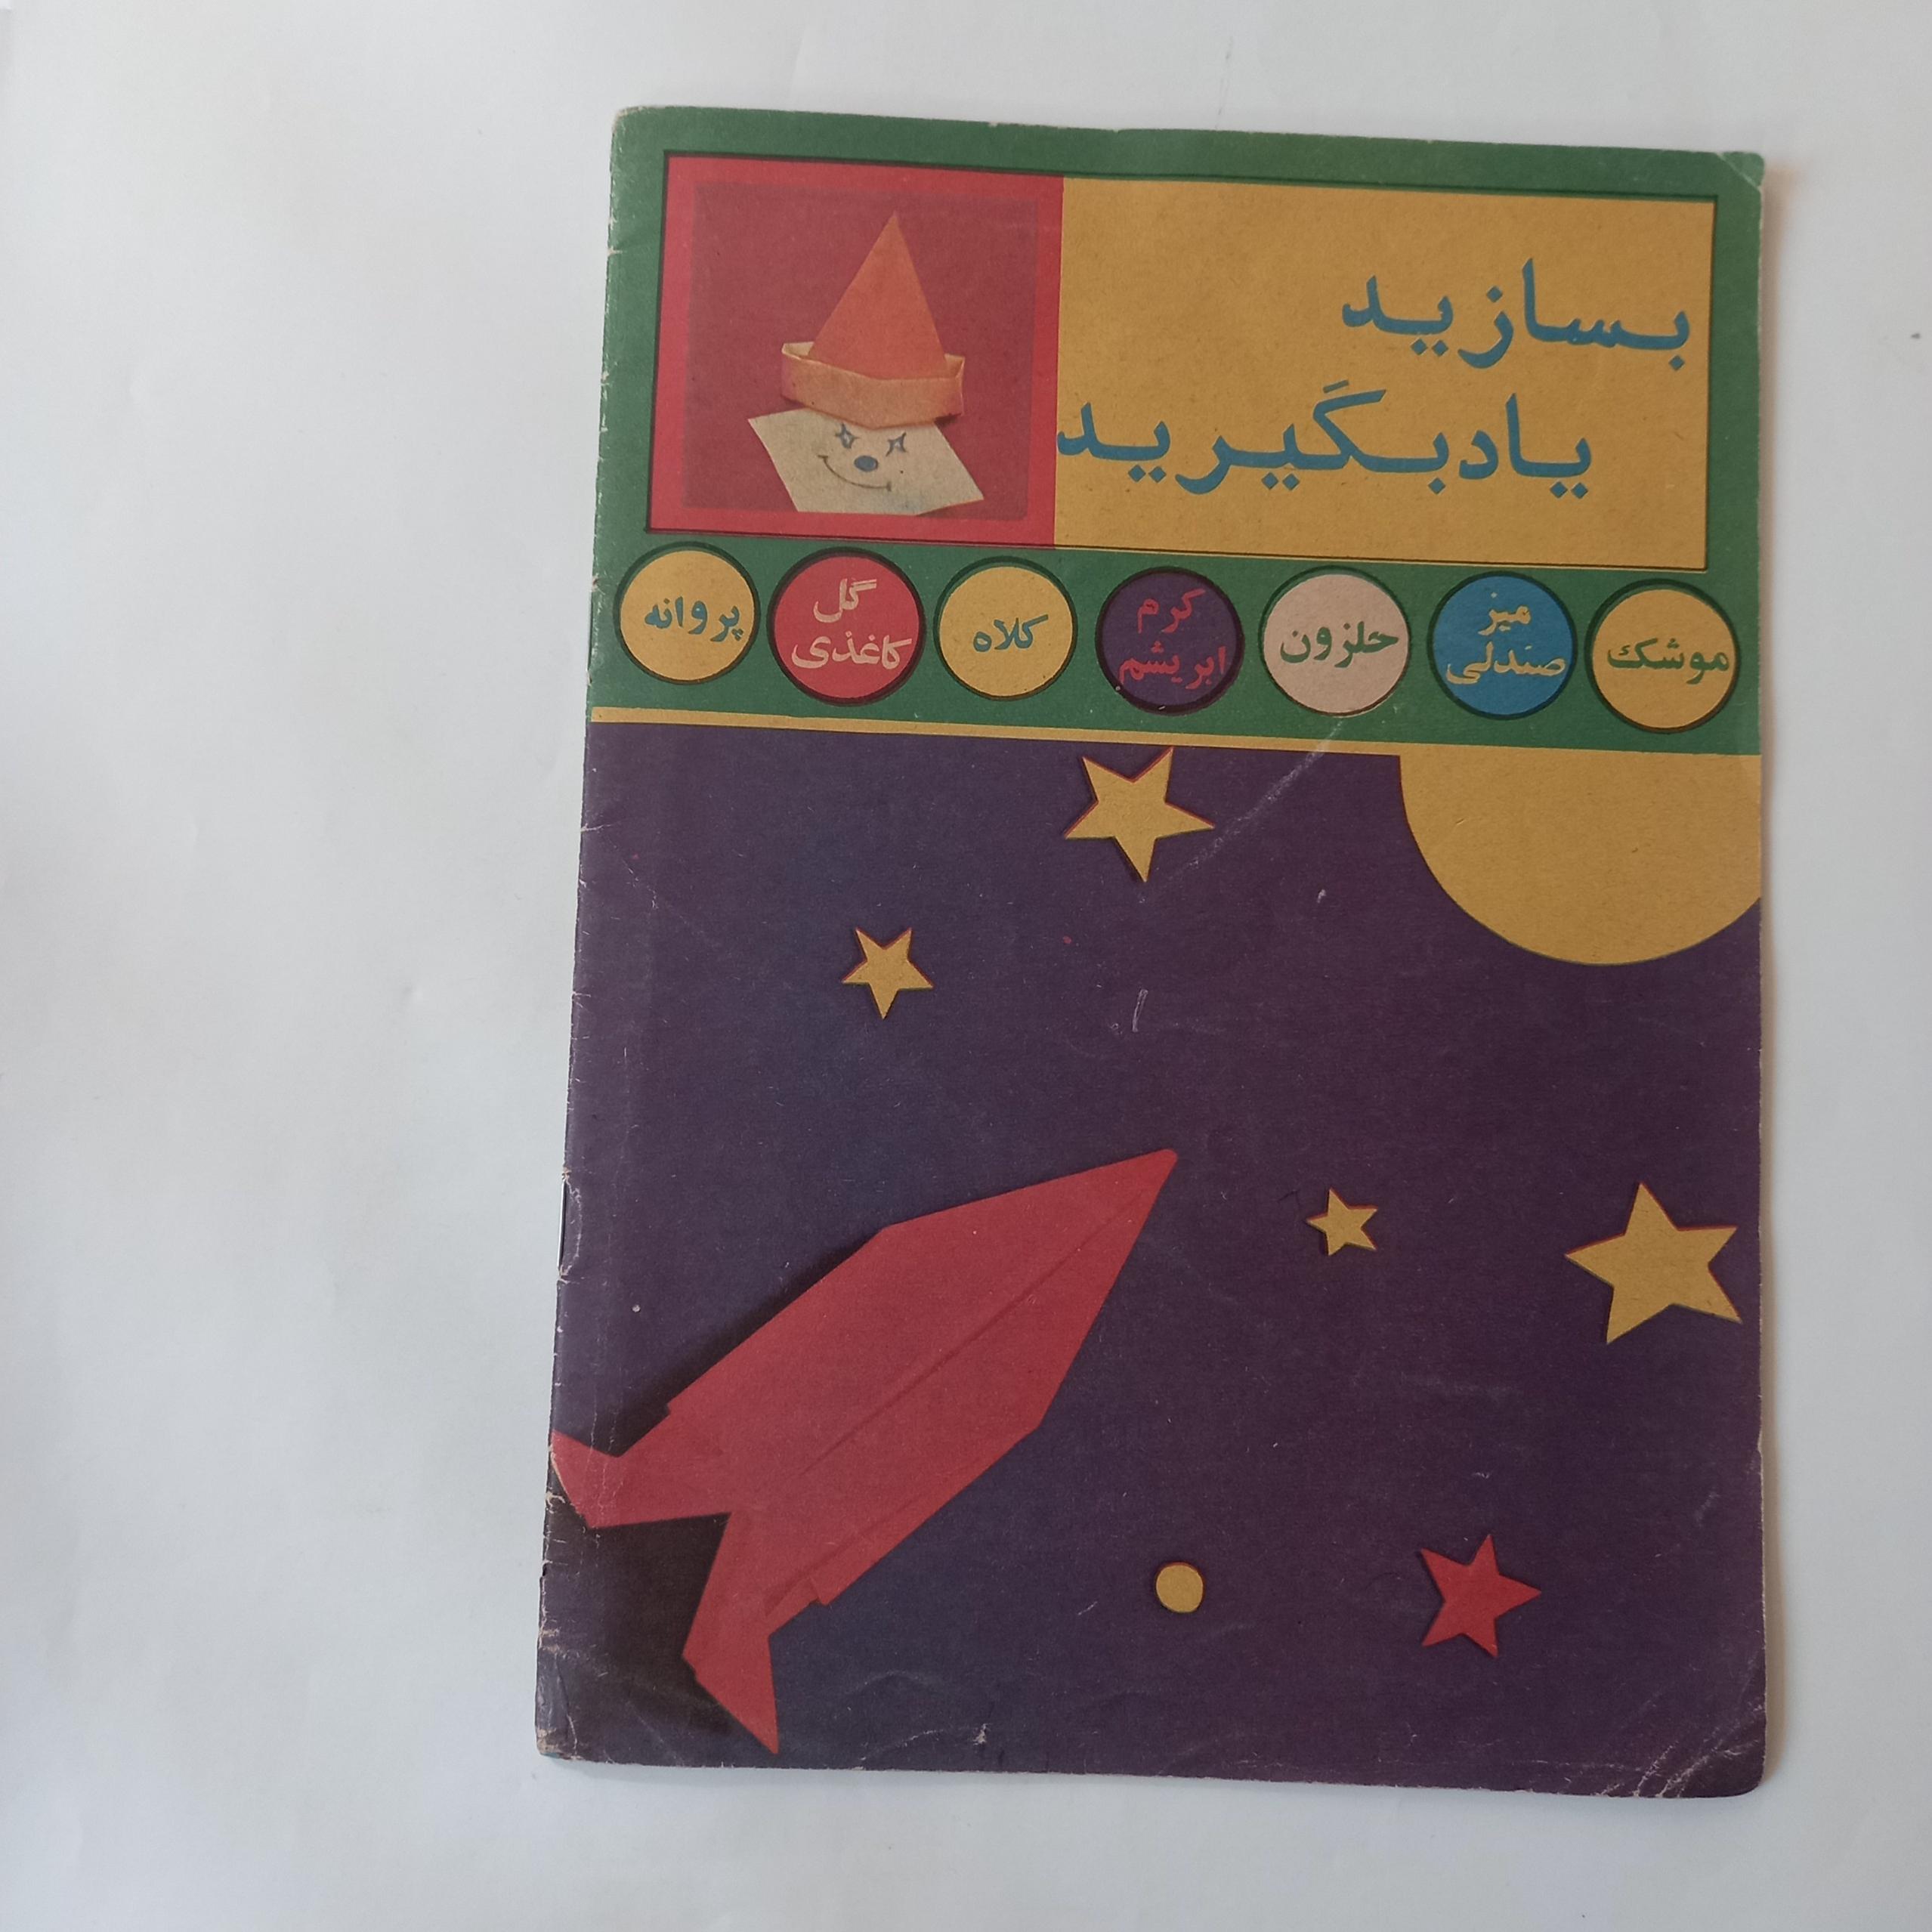 بسازید
یادبگیرید
موشک
میز
صندلی
حلزون
کرم
ابریشم
کلاه
گل
کاغذی
پروانه